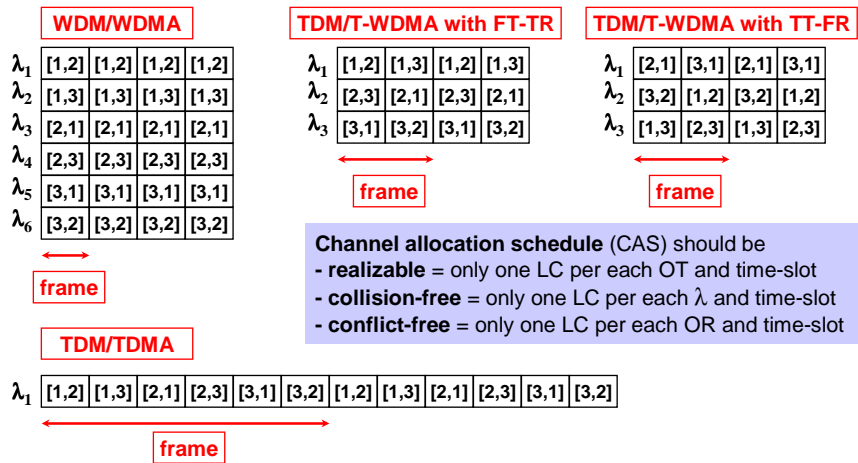 WDM/WDMA
λ1 [1,2] [1,2] [1,2] [1,2]
λ2 [1,3] [1,3] [1,3] [1,3]
λ3 [2,1] [2,1] [2,1] [2,1]
λ4 [2,3] [2,3] [2,3] [2,3]
λ5 [3,1] [3,1] [3,1] [3,1]
λ6 [3,2] [3,2] [3,2] [3,2]
frame
TDM/T-WDMA with FT-TR
λ1 [1,2] [1,3] [1,2] [1,3]
λ2 [2,3] [2,1] [2,3] [2,1]
λ3 [3,1] [3,2] [3,1] [3,2]
frame
TDM/T-WDMA with TT-FR
λ1 [2,1] [3,1] [2,1] [3,1]
λ2 [3,2] [1,2] [3,2] [1,2]
λ3 [1,3] [2,3] [1,3] [2,3]
frame
Channel allocation schedule (CAS) should be
- realizable = only one LC per each OT and time-slot
- collision-free = only one LC per each λ and time-slot
- conflict-free = only one LC per each OR and time-slot
TDM/TDMA
λ1 [1,2] [1,3] [2,1] [2,3] [3,1] [3,2] [1,2] [1,3] [2,1] [2,3] [3,1] [3,2]
frame